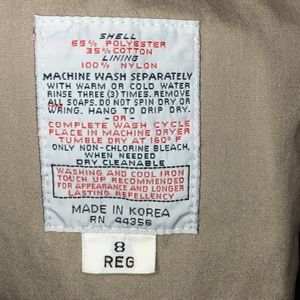 SHELL
65% POLYESTER
35% COTTON
LINING
100% NYLON
MACHINE WASH SEPARATELY
WITH WARM OR COLD WATER
RINSE THREE (3) TIMES. REMOVE
ALL SOAPS. DO NOT SPIN DRY OR
WRING. HANG TO DRIP DRY.
-OR-
COMPLETE WASH CYCLE
PLACE IN MACHINE DRYER
TUMBLE DRY AT 160°F
ONLY NON-CHLORINE BLEACH,
WHEN NEEDED
DRY CLEANABLE
WASHING AND COOL IRON
TOUCH UP RECOMMENDED
FOR APPEARANCE AND LONGER
LASTING REPELLENCY
MADE IN KOREA
RN 44356
8
REG